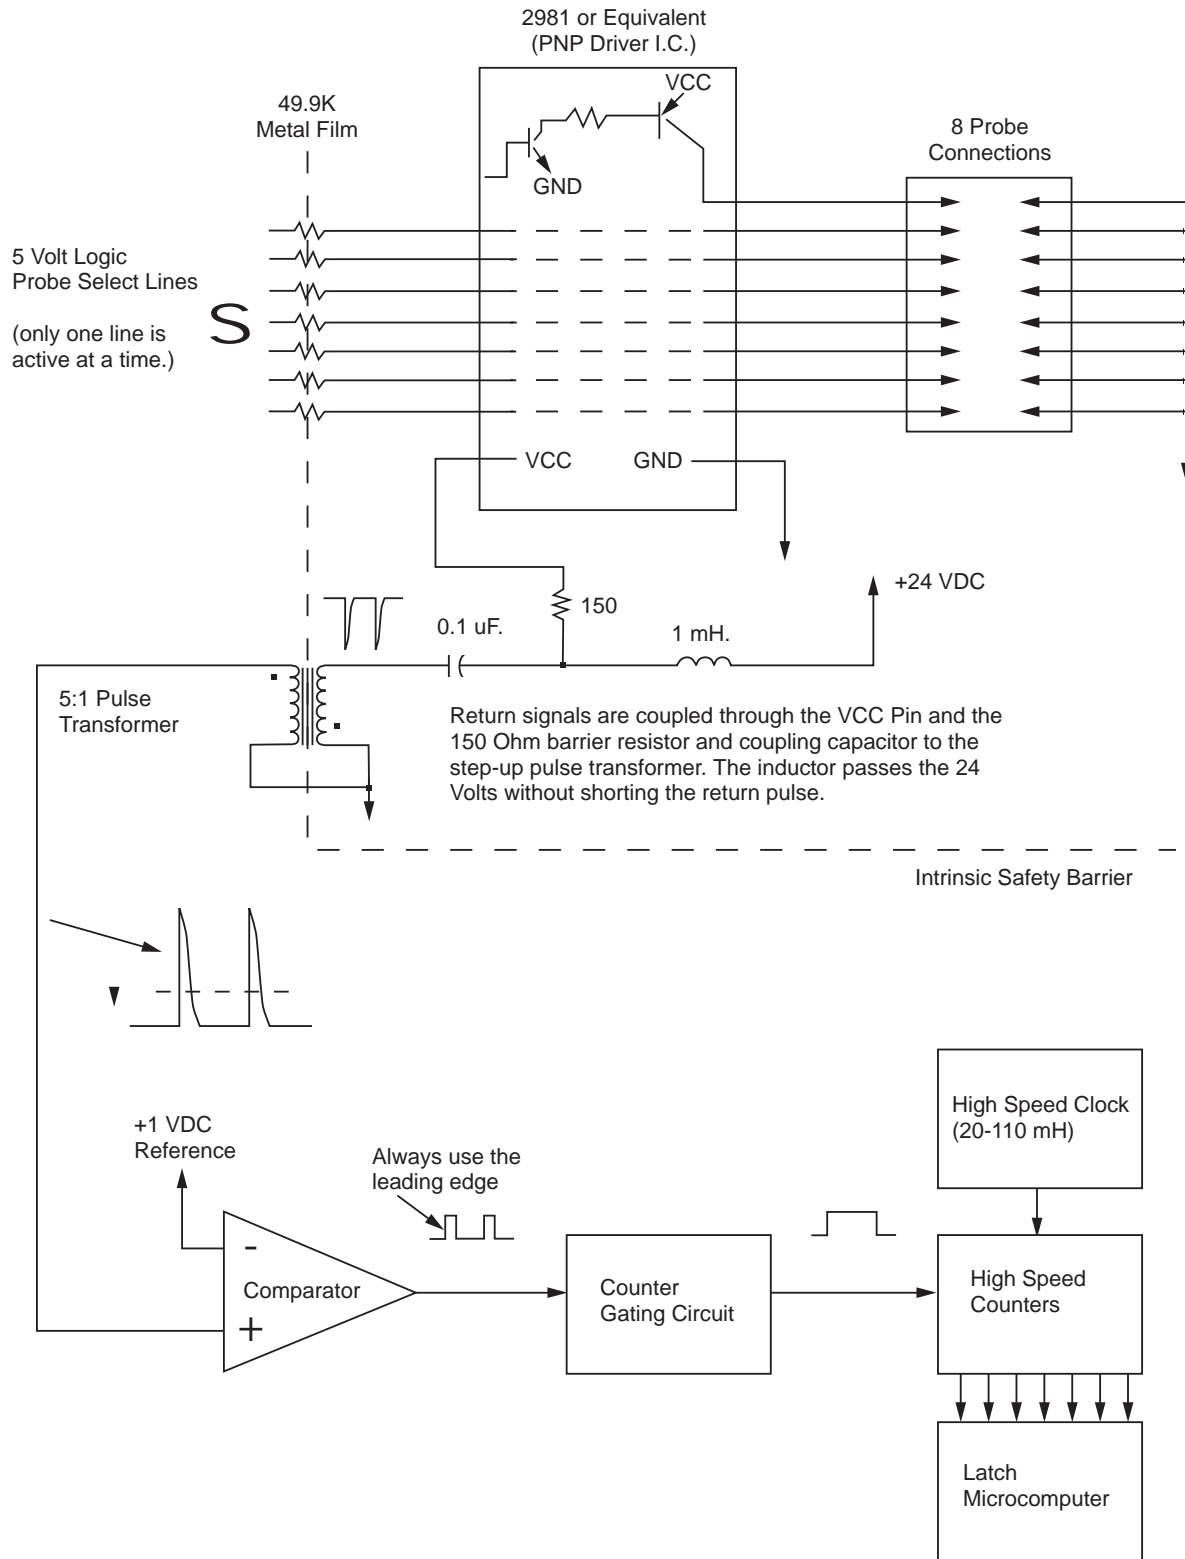 2981 or Equivalent
(PNP Driver I.C.)
VCC
49.9K
Metal Film
8 Probe
Connections
GND
5 Volt Logic
Probe Select Lines
(only one line is
active at a time.)
S
VCC
GND
+24 VDC
150
0.1 uF.
1 mH.
5:1 Pulse
Transformer
Return signals are coupled through the VCC Pin and the
150 Ohm barrier resistor and coupling capacitor to the
step-up pulse transformer. The inductor passes the 24
Volts without shorting the return pulse.
Intrinsic Safety Barrier
High Speed Clock
(20-110 mH)
+1 VDC
Reference
Always use the
leading edge
-
Comparator
+
Counter
Gating Circuit
High Speed
Counters
Latch
Microcomputer